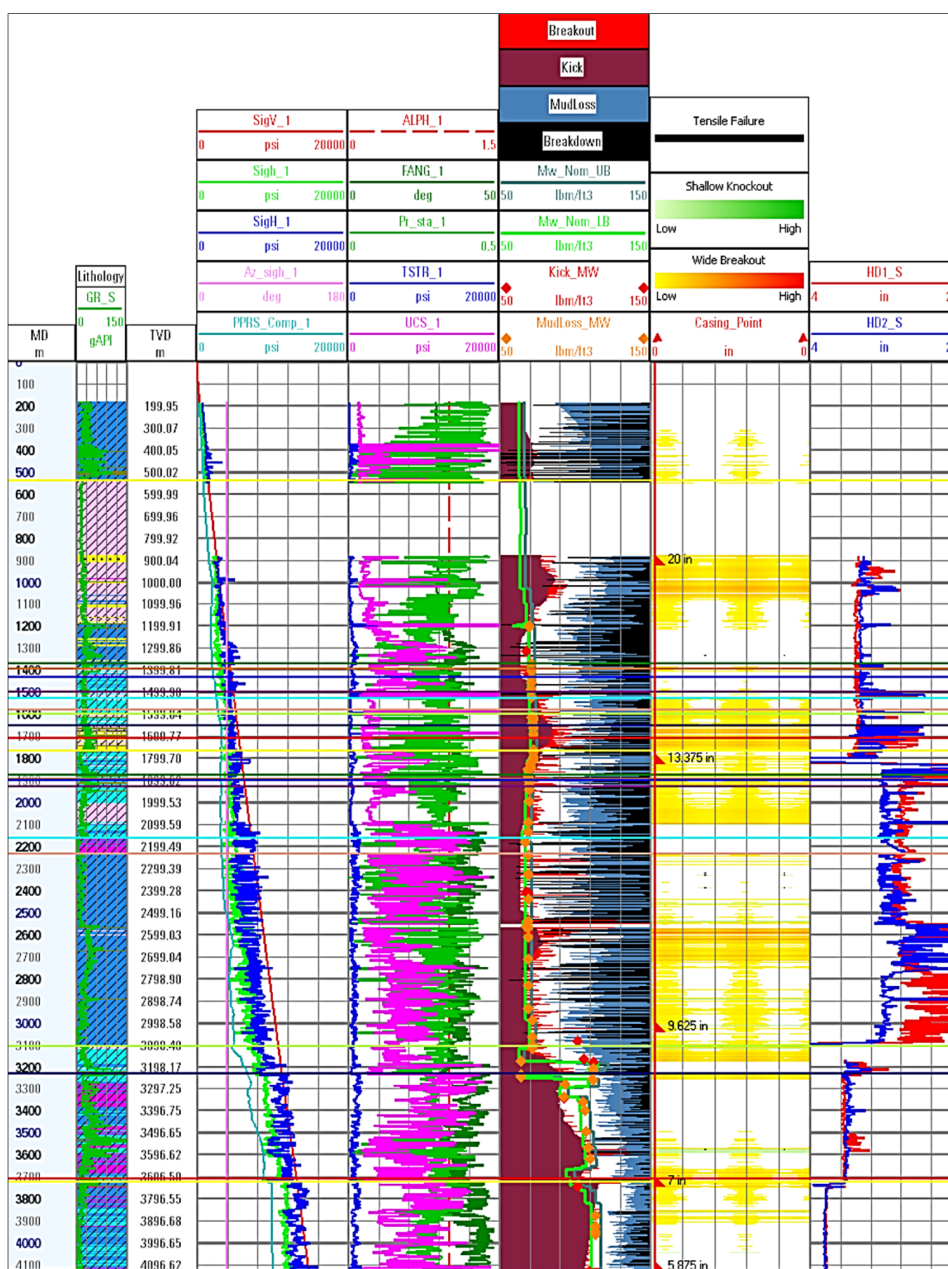 Breakout
Kick
MudLoss
Breakdown
SigV_1
0 psi 20000
Sigh_1
0 psi 20000
SigH_1
0 psi 20000
Az_sigh_1
0 deg 180
PPRS_Comp_1
0 psi 20000
ALPH_1
0 1.5
FANG_1
0 deg 50
Pr_sta_1
0 0.5
TSTR_1
0 psi 20000
UCS_1
0 psi 20000
Mw_Nom_UB
50 lbm/ft3 150
Mw_Nom_LB
50 lbm/ft3 150
Kick_MW
50 lbm/ft3 150
MudLoss_MW
50 lbm/ft3 150
Tensile Failure
Shallow Knockout
Low High
Wide Breakout
Low High
Casing_Point
0 in 0
HD1_S
4 in 2
HD2_S
4 in 2
Lithology
GR_S
0 150
gAPI
MD
m
TVD
m
0
100
200 199.95
300 300.07
400 400.05
500 500.02
600 599.99
700 699.96
800 799.92
900 900.04 20 in
1000 1000.00
1100 1099.96
1200 1199.91
1300 1299.86
1400 1399.81
1500
1600
1700
1800 1799.70 13.375 in
2000 1999.53
2100 2099.59
2200 2199.49
2300 2299.39
2400 2399.28
2500 2499.16
2600 2599.03
2700 2699.04
2800 2798.90
2900 2898.74
3000 2998.58 9.625 in
3100
3200 3198.17
3300 3297.25
3400 3396.75
3500 3496.65
3600 3596.62
3700 7 in
3800 3796.55
3900 3896.68
4000 3996.65
4100 4096.62 5.875 in